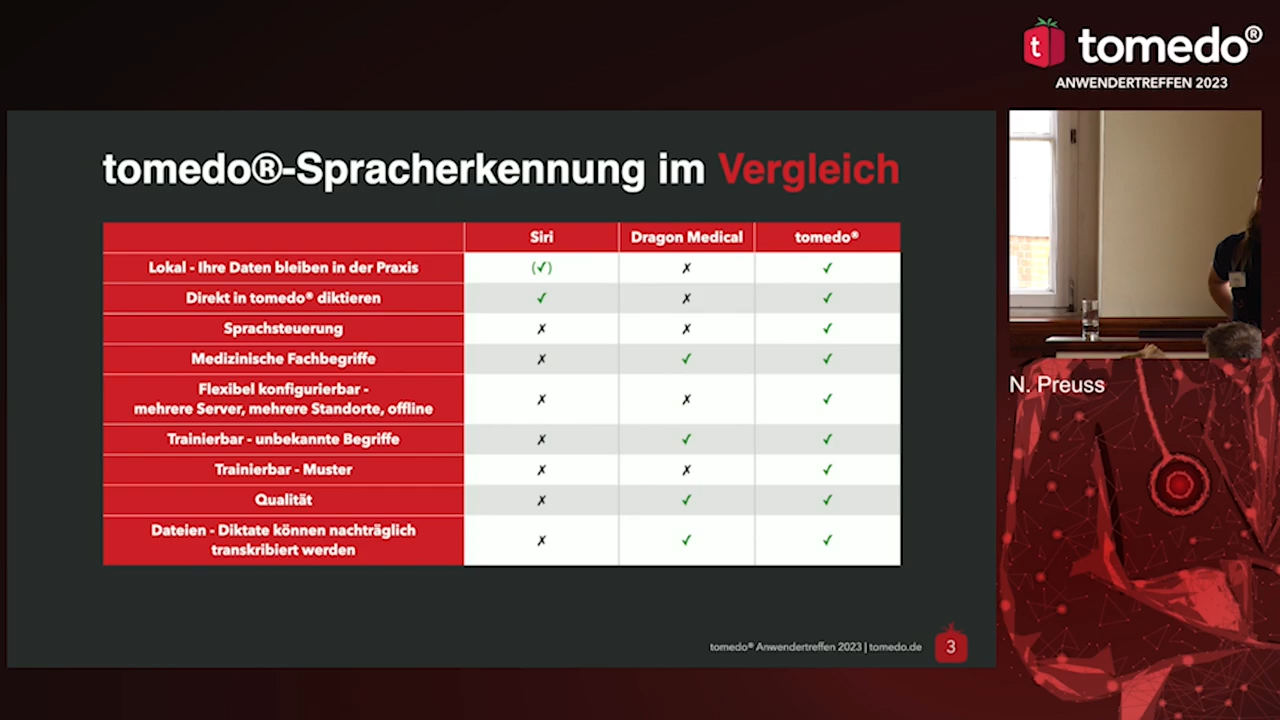 t tomedo®
ANWENDERTREFFEN 2023
tomedo®-Spracherkennung im Vergleich
Siri Dragon Medical tomedo®
Lokal - Ihre Daten bleiben in der Praxis (✓) ✗ ✓
Direkt in tomedo® diktieren ✓ ✗ ✓
Sprachsteuerung ✗ ✗ ✓
Medizinische Fachbegriffe ✗ ✓ ✓
Flexibel konfigurierbar -
mehrere Server, mehrere Standorte, offline ✗ ✗ ✓
Trainierbar - unbekannte Begriffe ✗ ✓ ✓
Trainierbar - Muster ✗ ✗ ✓
Qualität ✗ ✓ ✓
Dateien - Diktate können nachträglich
transkribiert werden ✗ ✓ ✓
tomedo® Anwendertreffen 2023 | tomedo.de 3
N. Preuss